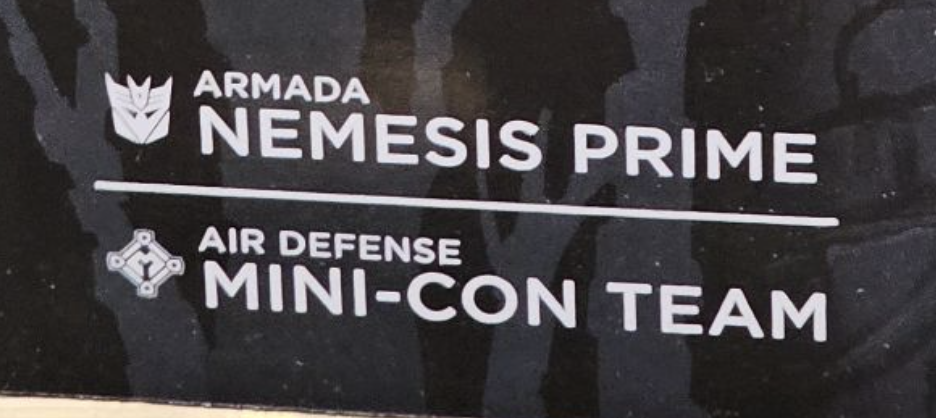 ARMADA
NEMESIS PRIME
AIR DEFENSE
MINI-CON TEAM